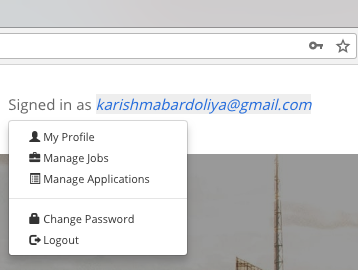 Signed in as karishmabardoliya@gmail.com
My Profile
Manage Jobs
Manage Applications
Change Password
Logout